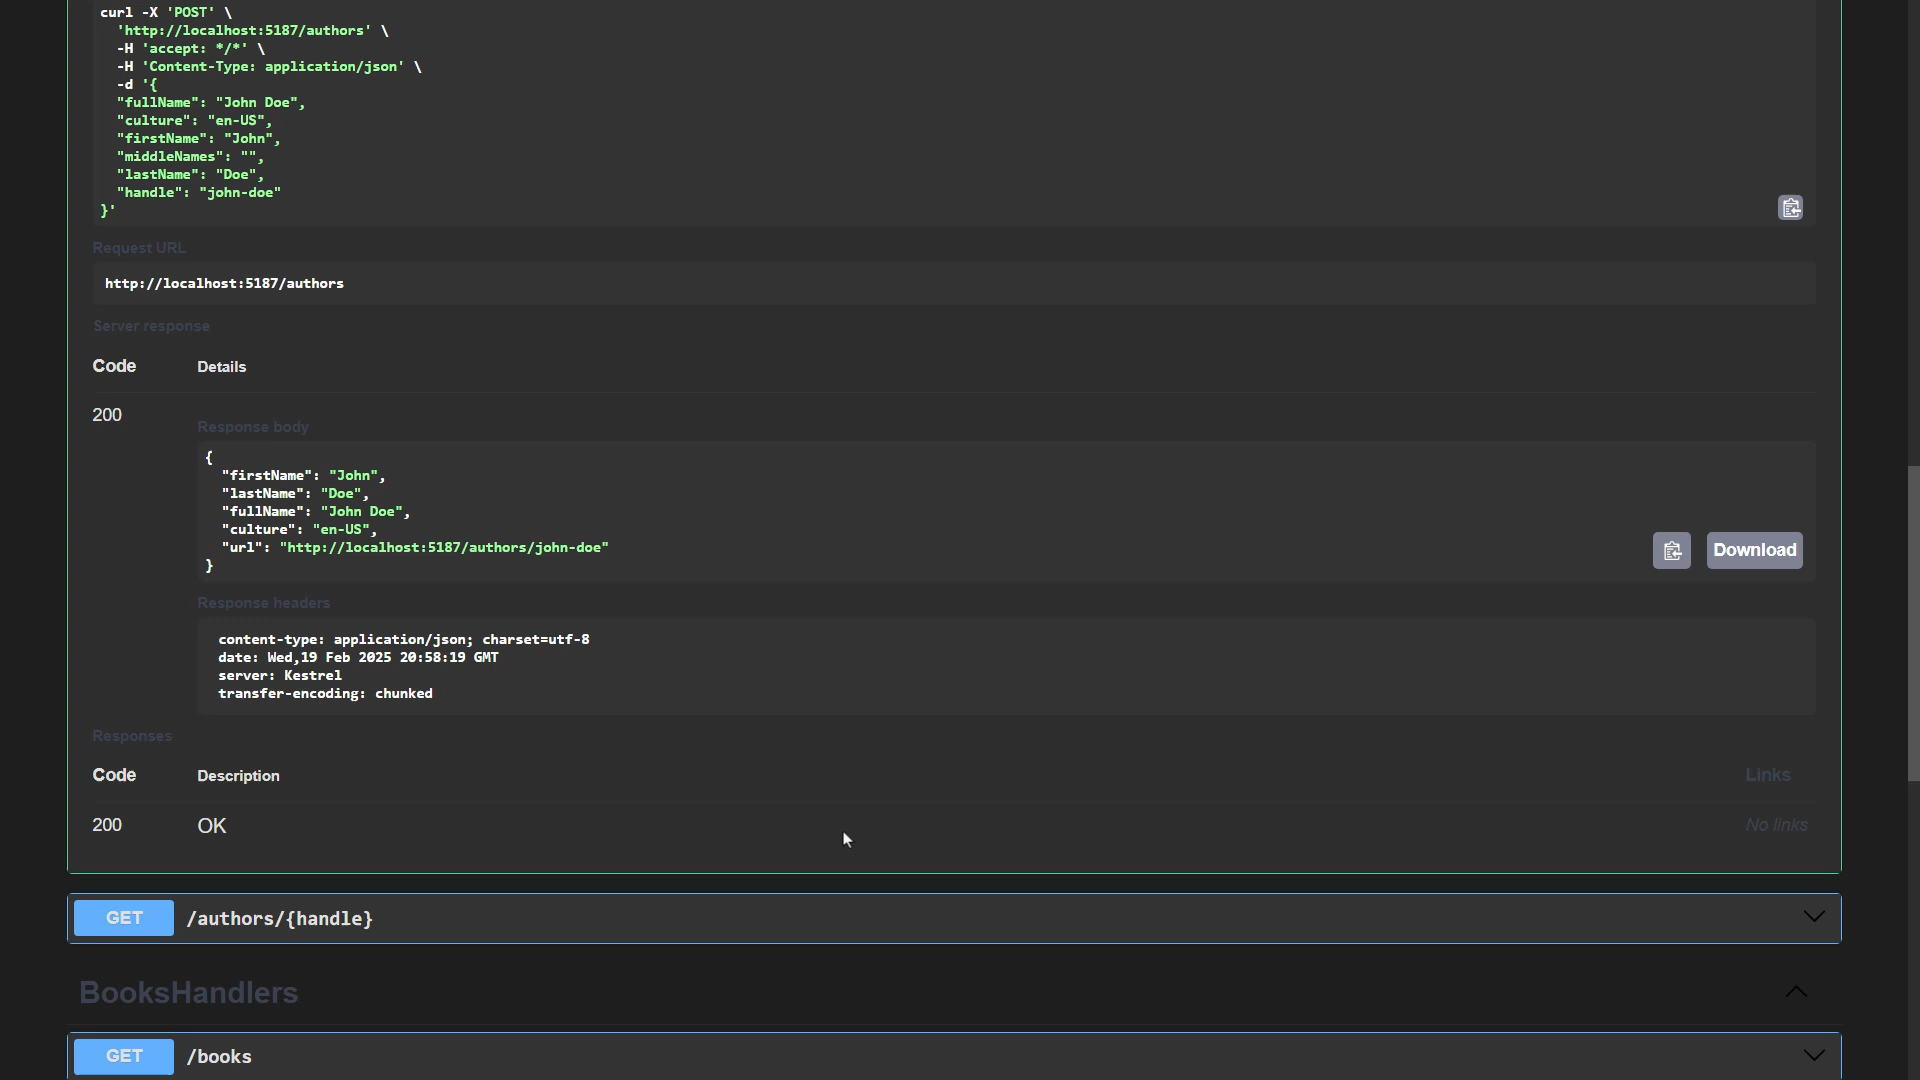 curl -X 'POST' \
  'http://localhost:5187/authors' \
  -H 'accept: */*' \
  -H 'Content-Type: application/json' \
  -d '{
  "fullName": "John Doe",
  "culture": "en-US",
  "firstName": "John",
  "middleNames": "",
  "lastName": "Doe",
  "handle": "john-doe"
}'
Request URL
http://localhost:5187/authors
Server response
Code Details
200
Response body
{
  "firstName": "John",
  "lastName": "Doe",
  "fullName": "John Doe",
  "culture": "en-US",
  "url": "http://localhost:5187/authors/john-doe"
}
Download
Response headers
content-type: application/json; charset=utf-8
date: Wed,19 Feb 2025 20:58:19 GMT
server: Kestrel
transfer-encoding: chunked
Responses
Code Description Links
200 OK No links
GET /authors/{handle}
BooksHandlers
GET /books